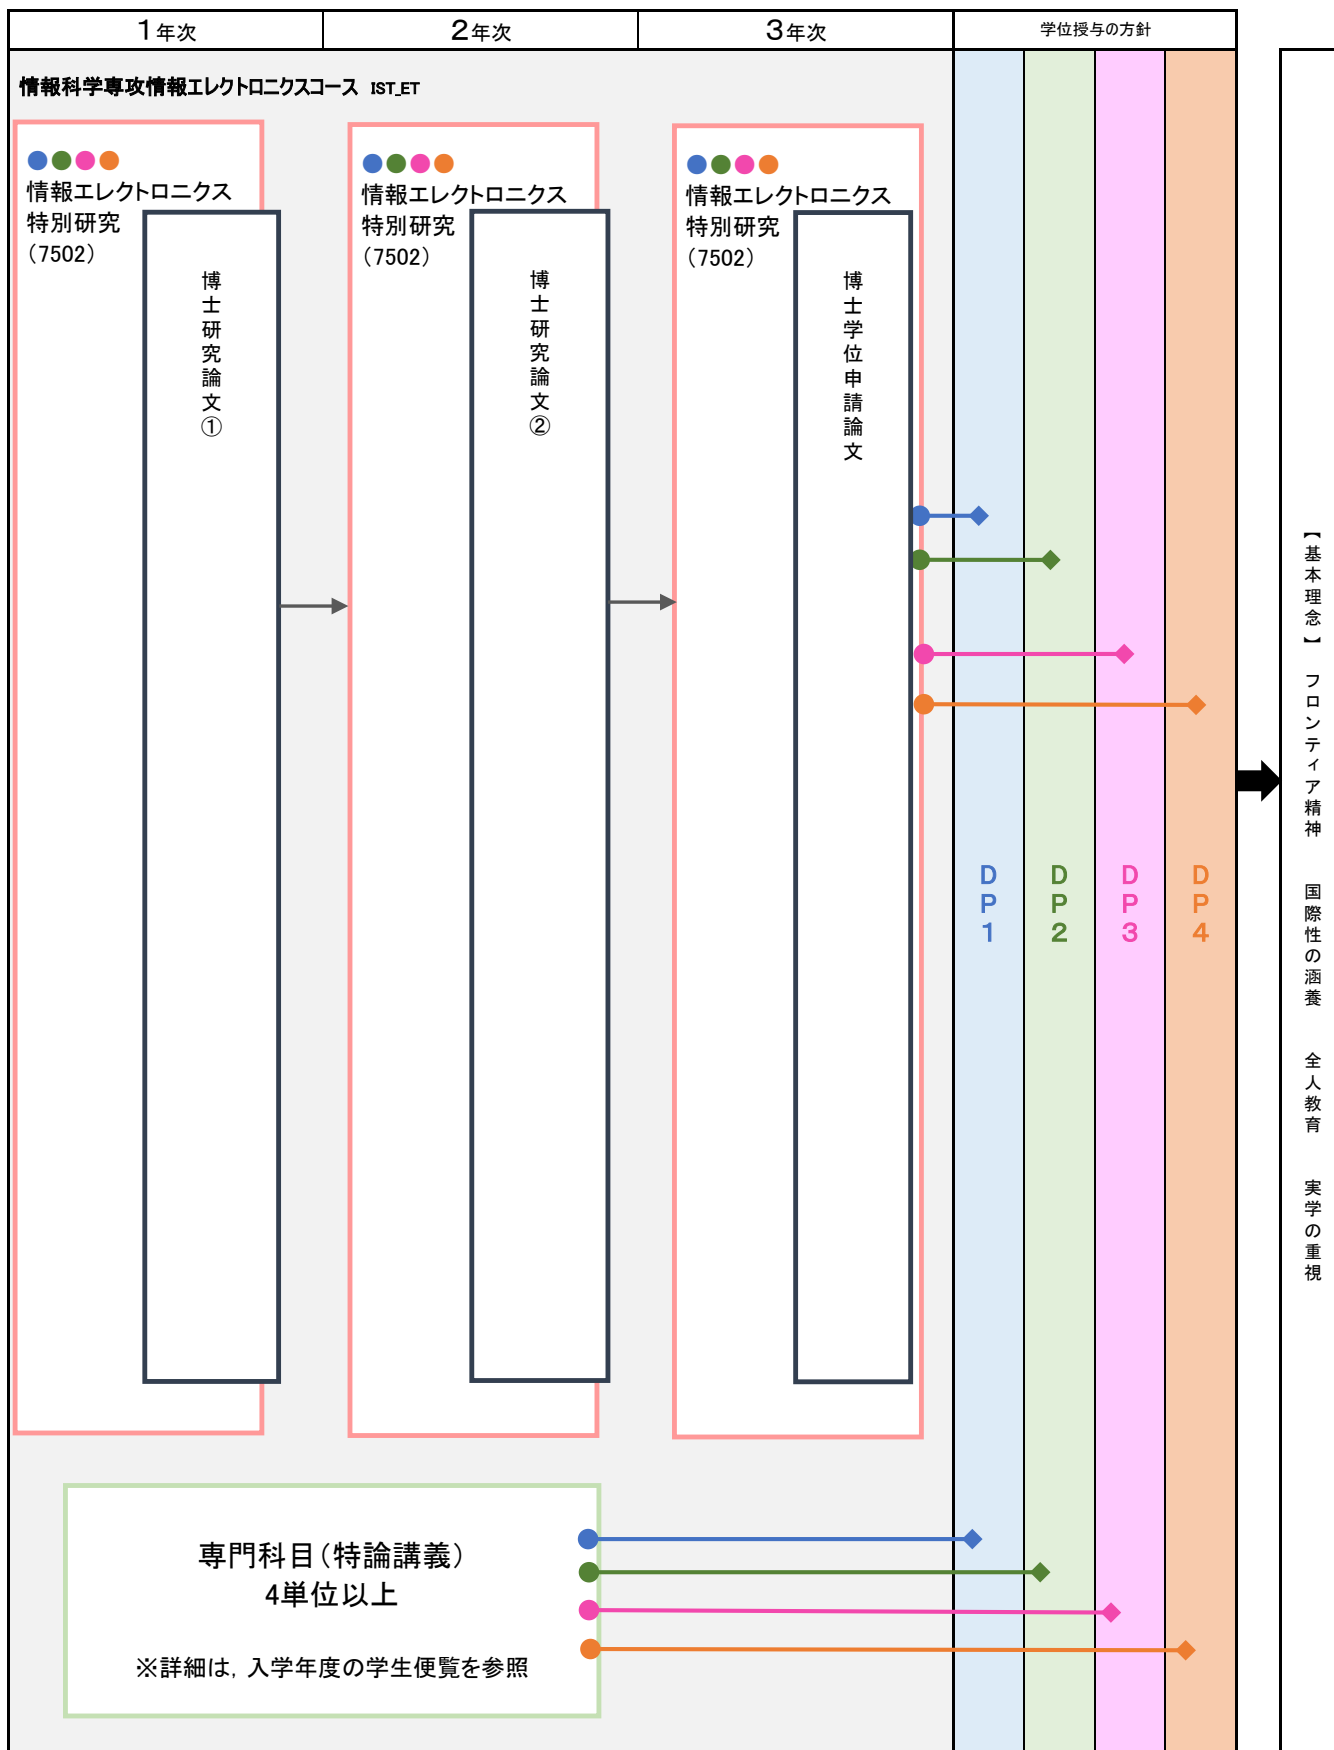 1年次
2年次
3年次
学位授与の方針
情報科学専攻情報エレクトロニクスコース IST_ET
情報エレクトロニクス
特別研究
(7502)
博士研究論文①
情報エレクトロニクス
特別研究
(7502)
博士研究論文②
情報エレクトロニクス
特別研究
(7502)
博士学位申請論文
DP1
DP2
DP3
DP4
【基本理念】 フロンティア精神 国際性の涵養 全人教育 実学の重視
専門科目(特論講義)
4単位以上
※詳細は, 入学年度の学生便覧を参照